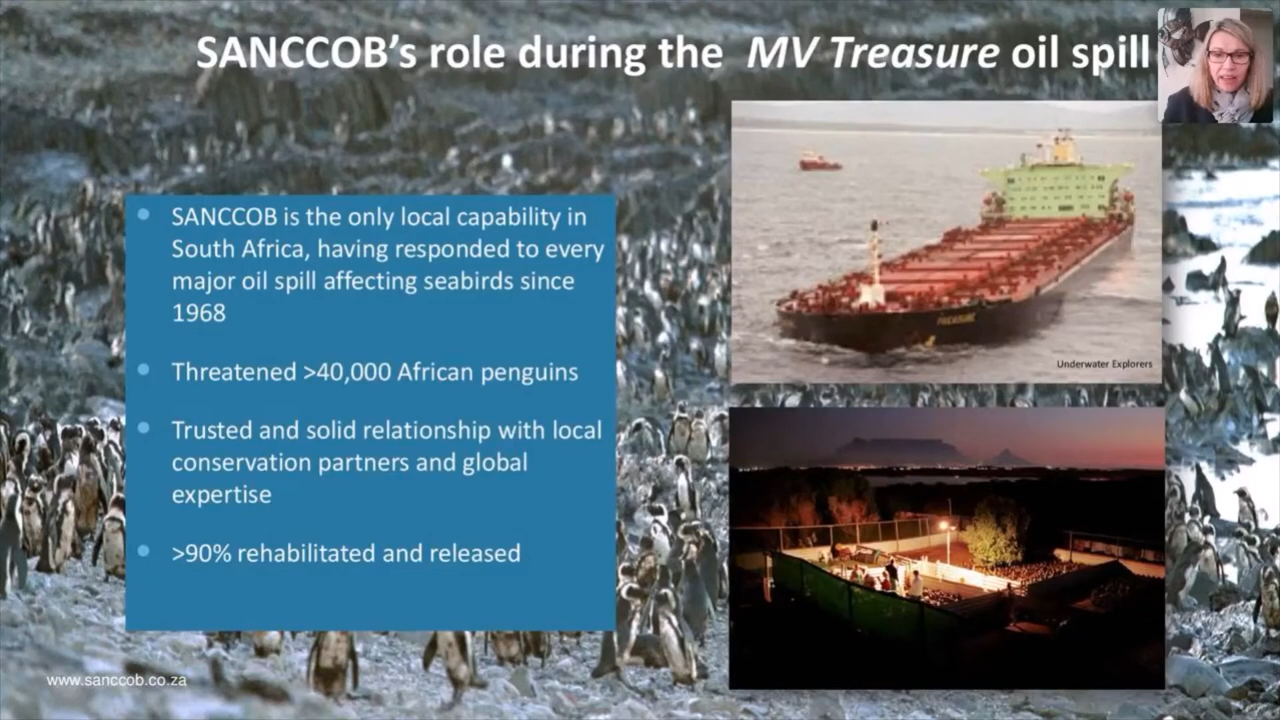 SANCCOB's role during the MV Treasure oil spill
SANCCOB is the only local capability in
South Africa, having responded to every
major oil spill affecting seabirds since
1968
Threatened >40,000 African penguins
Trusted and solid relationship with local
conservation partners and global
expertise
>90% rehabilitated and released
TREASURE
Underwater Explorers
www.sanccob.co.za